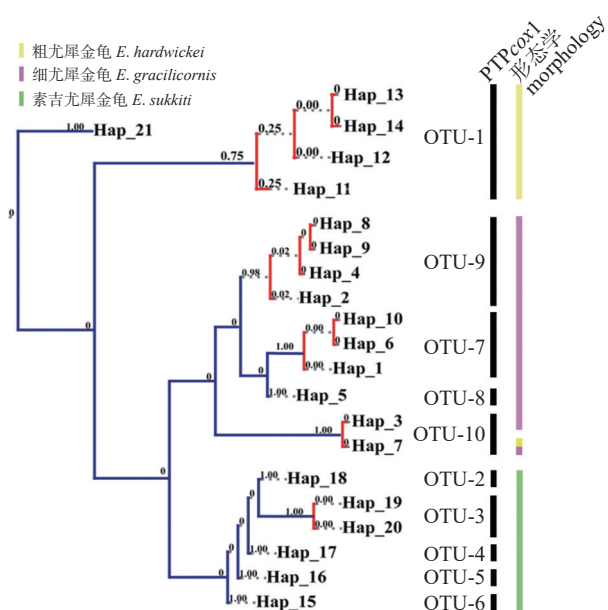 粗尤犀金龟 E. hardwickei
细尤犀金龟 E. gracilicornis
素吉尤犀金龟 E. sukkiti
PTPcox1
形态学
morphology
0
1.00
Hap_21
0
0.75
0.25
0.00
0
Hap_13
0
Hap_14
0.00
Hap_12
0.25
Hap_11
OTU-1
0
0
0
0.98
0.02
0
0
Hap_8
0
Hap_9
0
Hap_4
0.02
Hap_2
OTU-9
0
1.00
0.00
0
Hap_10
0
Hap_6
0.00
Hap_1
OTU-7
1.00
Hap_5
OTU-8
1.00
0
Hap_3
0
Hap_7
OTU-10
0
0
0
1.00
Hap_18
OTU-2
1.00
0.00
Hap_19
0.00
Hap_20
OTU-3
1.00
Hap_17
OTU-4
1.00
Hap_16
OTU-5
1.00
Hap_15
OTU-6